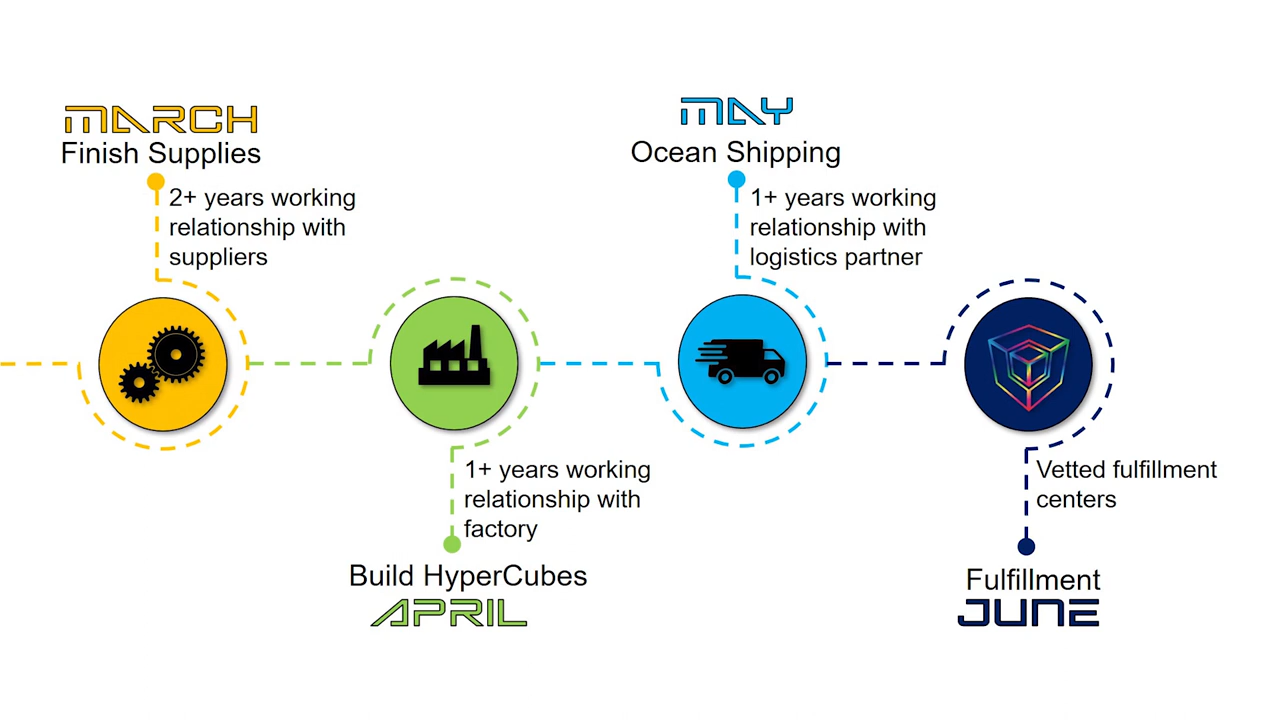 MARCH
Finish Supplies
2+ years working
relationship with
suppliers
1+ years working
relationship with
factory
Build HyperCubes
APRIL
MAY
Ocean Shipping
1+ years working
relationship with
logistics partner
Vetted fulfillment
centers
Fulfillment
JUNE